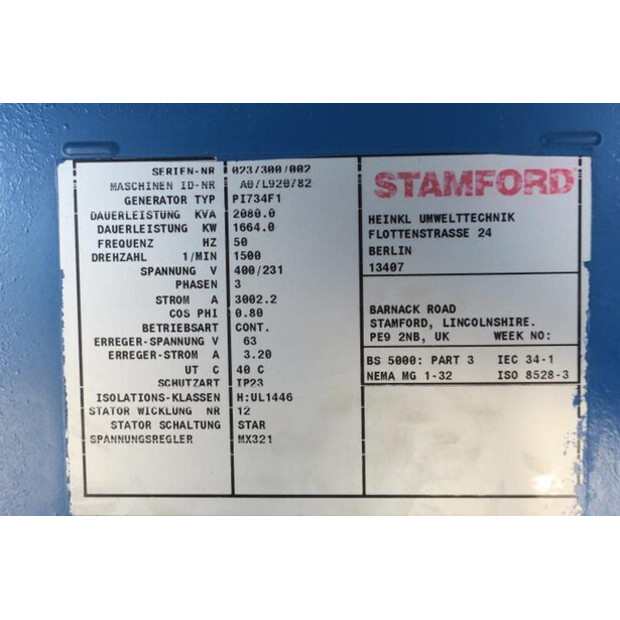 SERIEN-NR 023/300/002
MASCHINEN ID-NR A07L920782
GENERATOR TYP PI734F1
DAUERLEISTUNG KVA 2080.0
DAUERLEISTUNG KW 1664.0
FREQUENZ HZ 50
DREHZAHL 1/MIN 1500
SPANNUNG V 400/231
PHASEN 3
STROM A 3002.2
COS PHI 0.80
BETRIEBSART CONT.
ERREGER-SPANNUNG V 63
ERREGER-STROM A 3.20
UT C 40 C
SCHUTZART IP23
ISOLATIONS-KLASSEN H:UL1446
STATOR WICKLUNG NR 12
STATOR SCHALTUNG STAR
SPANNUNGSREGLER MX321
STAMFORD
HEINKL UMWELTTECHNIK
FLOTTENSTRASSE 24
BERLIN
13407
BARNACK ROAD
STAMFORD, LINCOLNSHIRE.
PE9 2NB, UK WEEK NO:
BS 5000: PART 3 IEC 34-1
NEMA MG 1-32 ISO 8528-3